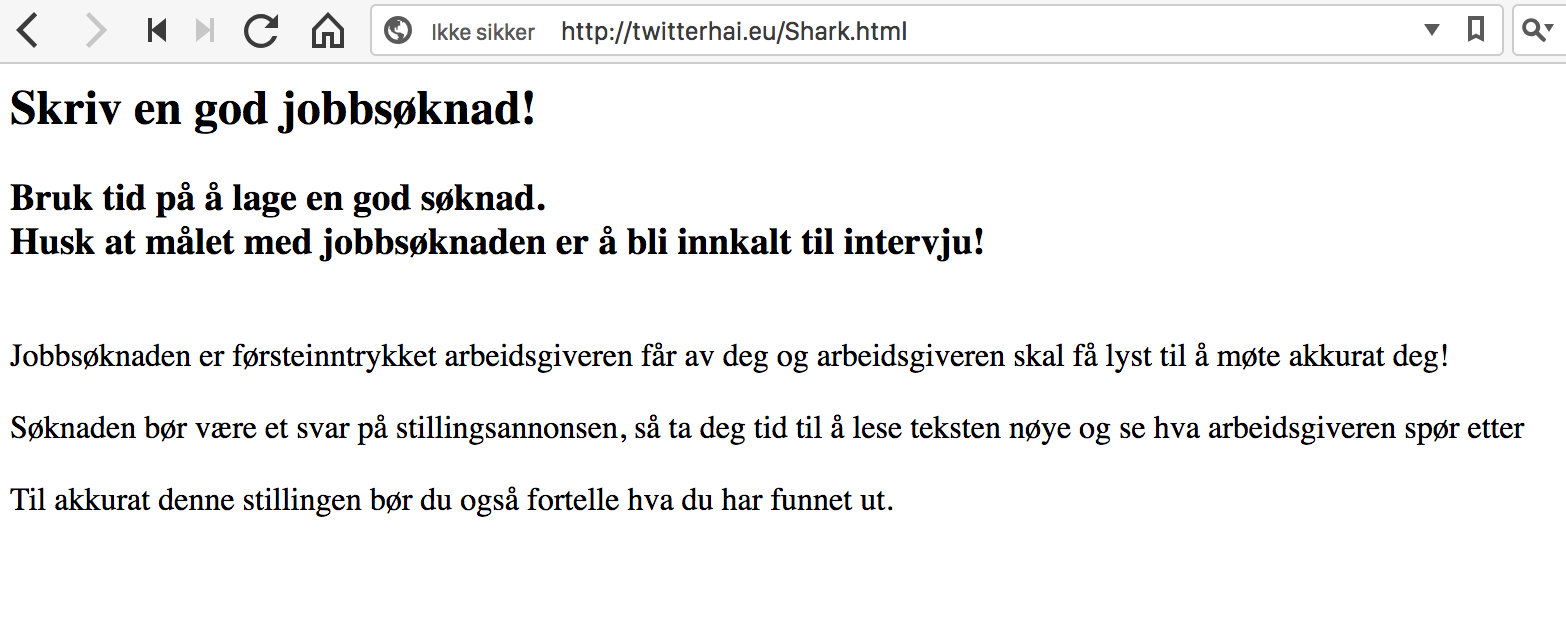 Ikke sikker http://twitterhai.eu/Shark.html
Skriv en god jobbsøknad!
Bruk tid på å lage en god søknad.
Husk at målet med jobbsøknaden er å bli innkalt til intervju!
Jobbsøknaden er førsteinntrykket arbeidsgiveren får av deg og arbeidsgiveren skal få lyst til å møte akkurat deg!
Søknaden bør være et svar på stillingsannonsen, så ta deg tid til å lese teksten nøye og se hva arbeidsgiveren spør etter
Til akkurat denne stillingen bør du også fortelle hva du har funnet ut.